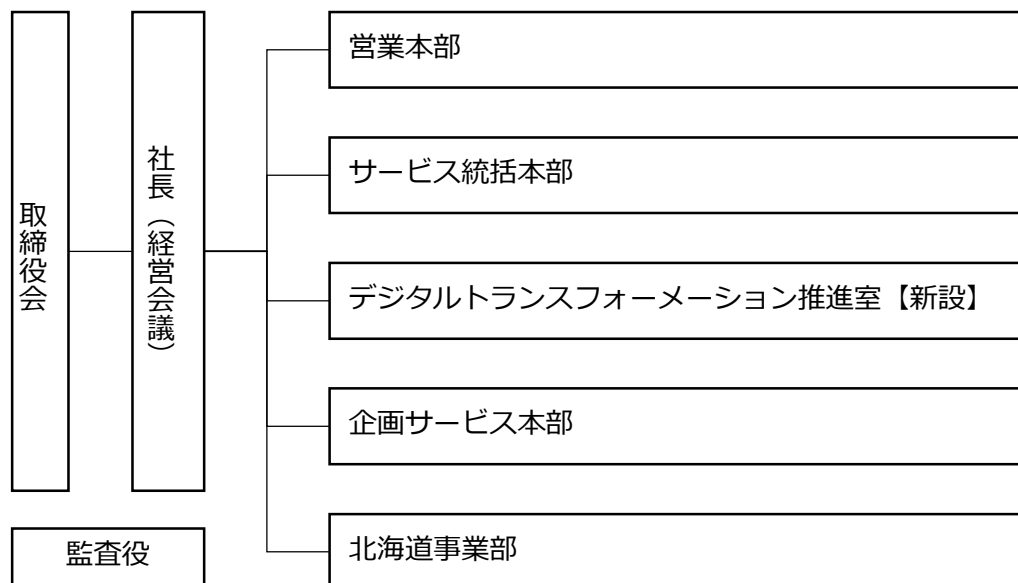 取締役会
社長（経営会議）
営業本部
サービス統括本部
デジタルトランスフォーメーション推進室【新設】
企画サービス本部
北海道事業部
監査役